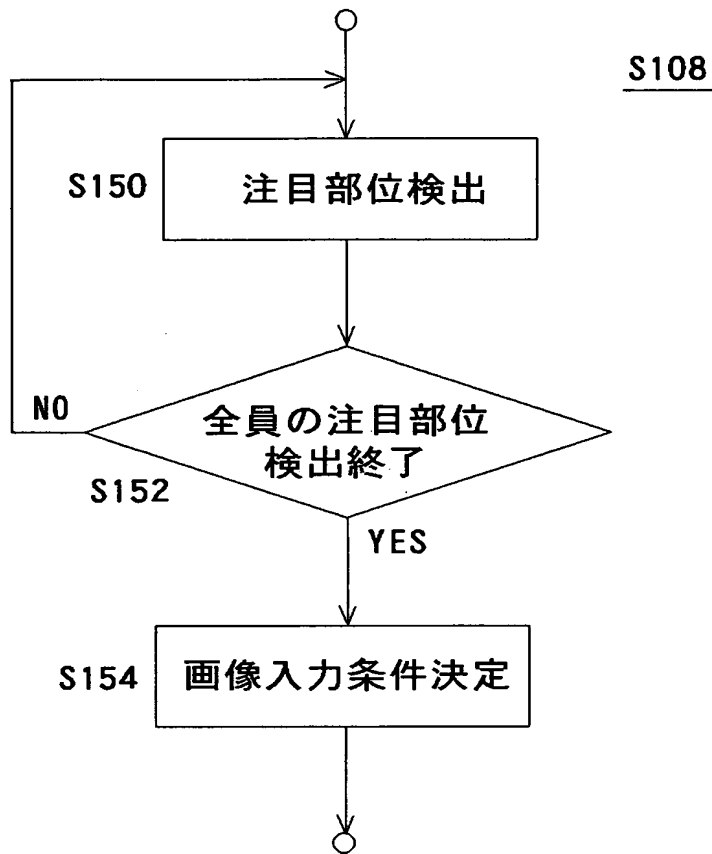 S108
S150
注目部位検出
NO
全員の注目部位
検出終了
S152
YES
S154
画像入力条件決定